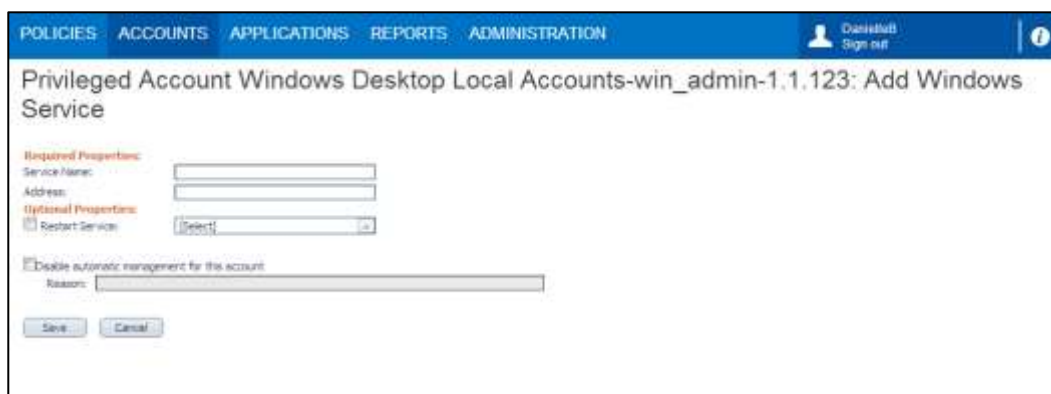 POLICIES ACCOUNTS APPLICATIONS REPORTS ADMINISTRATION
DanielleB
Sign out
Privileged Account Windows Desktop Local Accounts-win_admin-1.1.123: Add Windows
Service
Required Properties:
Service Name:
Address:
Optional Properties:
Restart Service: [Select]
Disable automatic management for this account
Reason:
Save Cancel